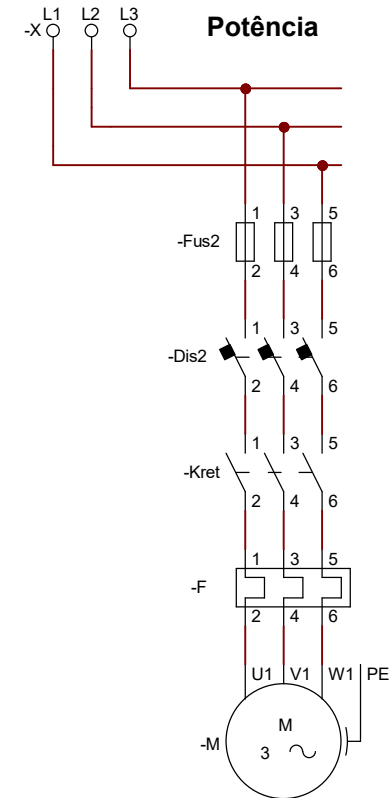 L1 L2 L3 Potência
-X
1 3 5
-Fus2
2 4 6
1 3 5
-Dis2
2 4 6
1 3 5
-Kret
2 4 6
1 3 5
-F
2 4 6
U1 V1 W1 PE
M
-M
3